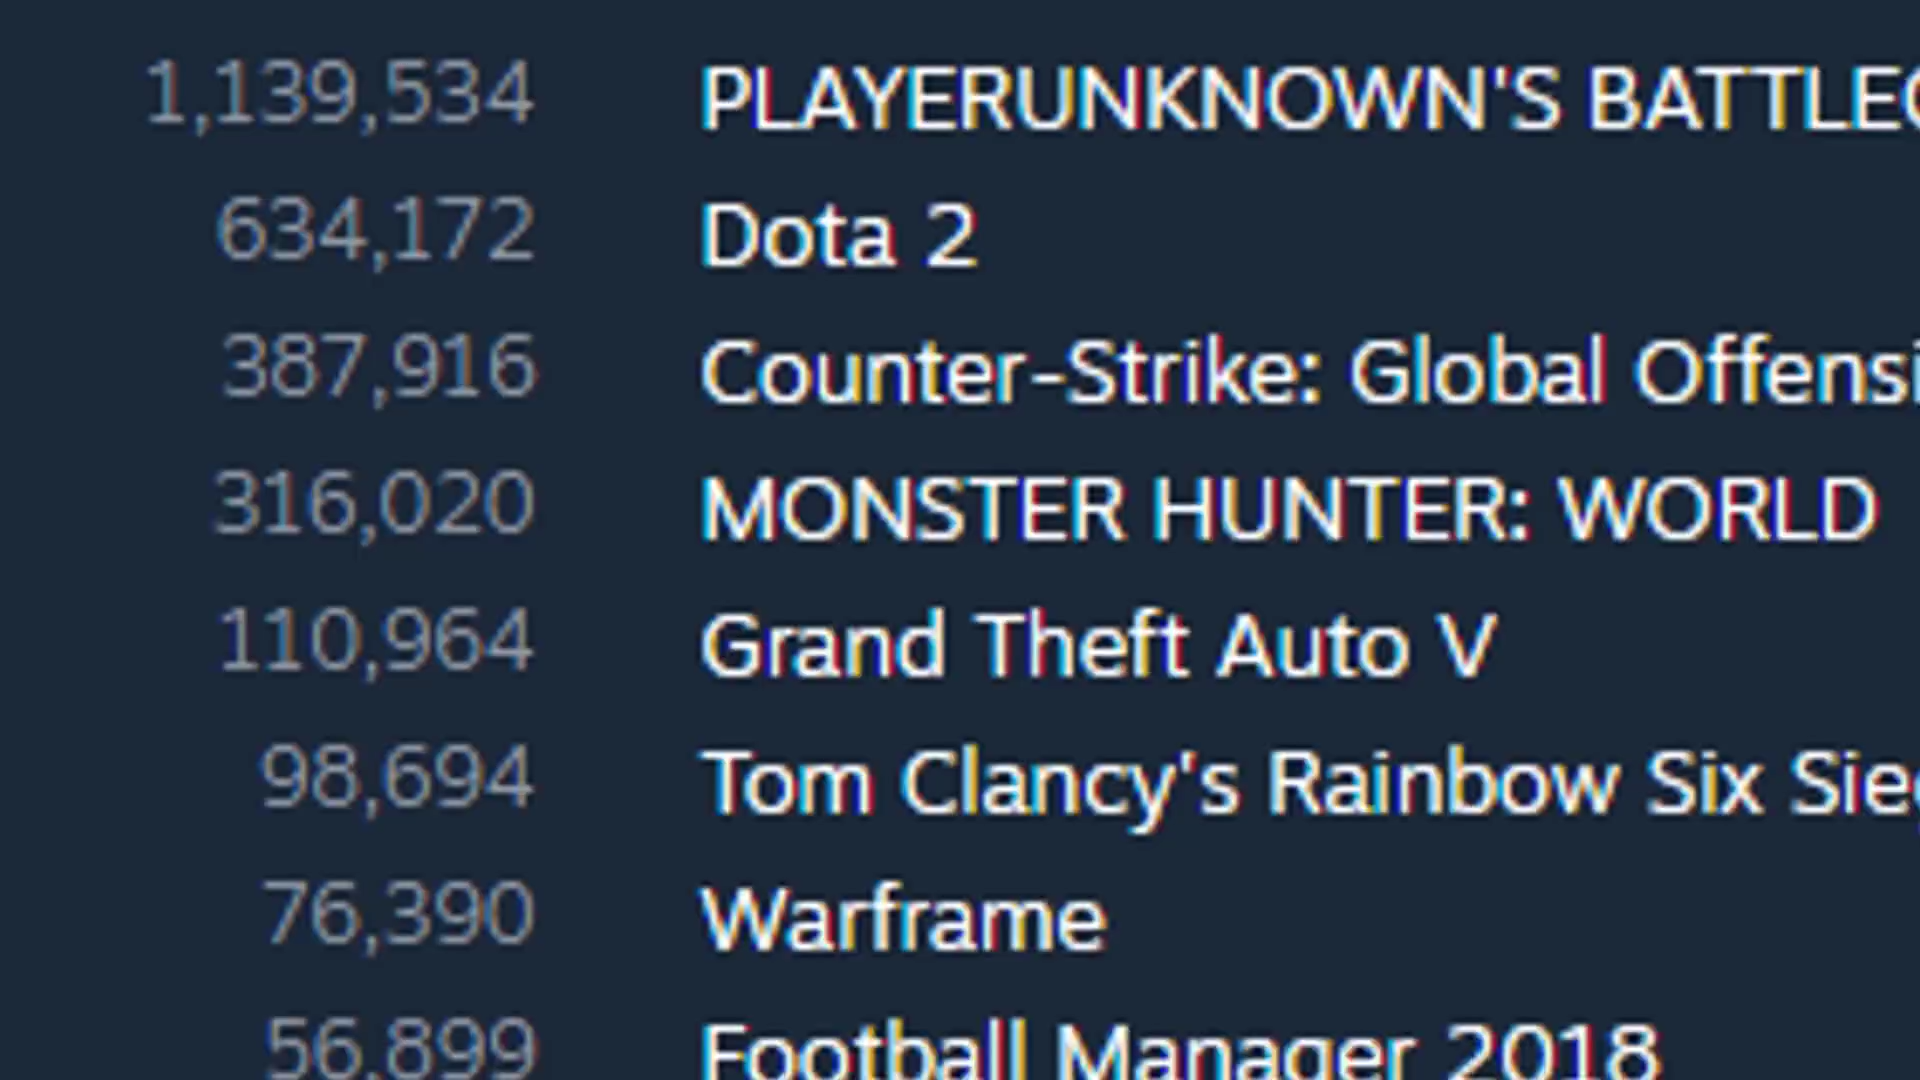 1,139,534 PLAYERUNKNOWN'S
634,172 Dota 2
387,916 Counter-Strike: Global
316,020 MONSTER HUNTER: WORLD
110,964 Grand Theft Auto V
98,694 Tom Clancy's Rainbow Six
76,390 Warframe
56,899 Football Manager 2018